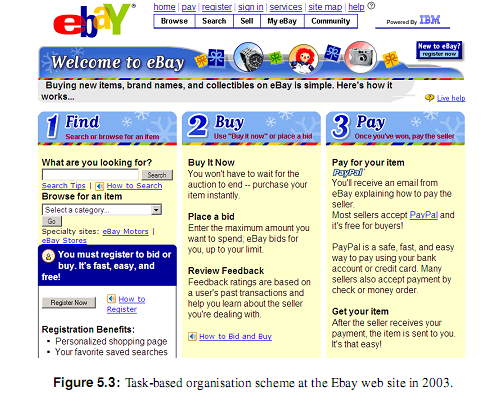 ebaY®
home | pay | register | sign in | services | site map | help ?
Browse Search Sell My eBay Community
Powered By IBM
Welcome to eBay
New to eBay?
register now
Buying new items, brand names, and collectibles on eBay is simple. Here's how it
works...
Live help
1 Find
Search or browse for an item
What are you looking for?
Search
Search Tips | How to Search
Browse for an item
Select a category...
Go
Specialty sites: eBay Motors |
eBay Stores
You must register to bid or
buy. It's fast, easy, and
free!
Register Now
How to
Register
Registration Benefits:
Personalized shopping page
Your favorite saved searches
2 Buy
Use "Buy it now" or place a bid
Buy It Now
You won't have to wait for the
auction to end -- purchase your
item instantly.
Place a bid
Enter the maximum amount you
want to spend; eBay bids for
you, up to your limit.
Review Feedback
Feedback ratings are based on
a user's past transactions and
help you learn about the seller
you're dealing with.
How to Bid and Buy
3 Pay
Once you've won, pay the seller
Pay for your item
PayPal
You'll receive an email from
eBay explaining how to pay the
seller.
Most sellers accept PayPal and
it's free for buyers!
PayPal is a safe, fast, and easy
way to pay using your bank
account or credit card. Many
sellers also accept payment by
check or money order.
Get your item
After the seller receives your
payment, the item is sent to you.
It's that easy!
Figure 5.3: Task-based organisation scheme at the Ebay web site in 2003.